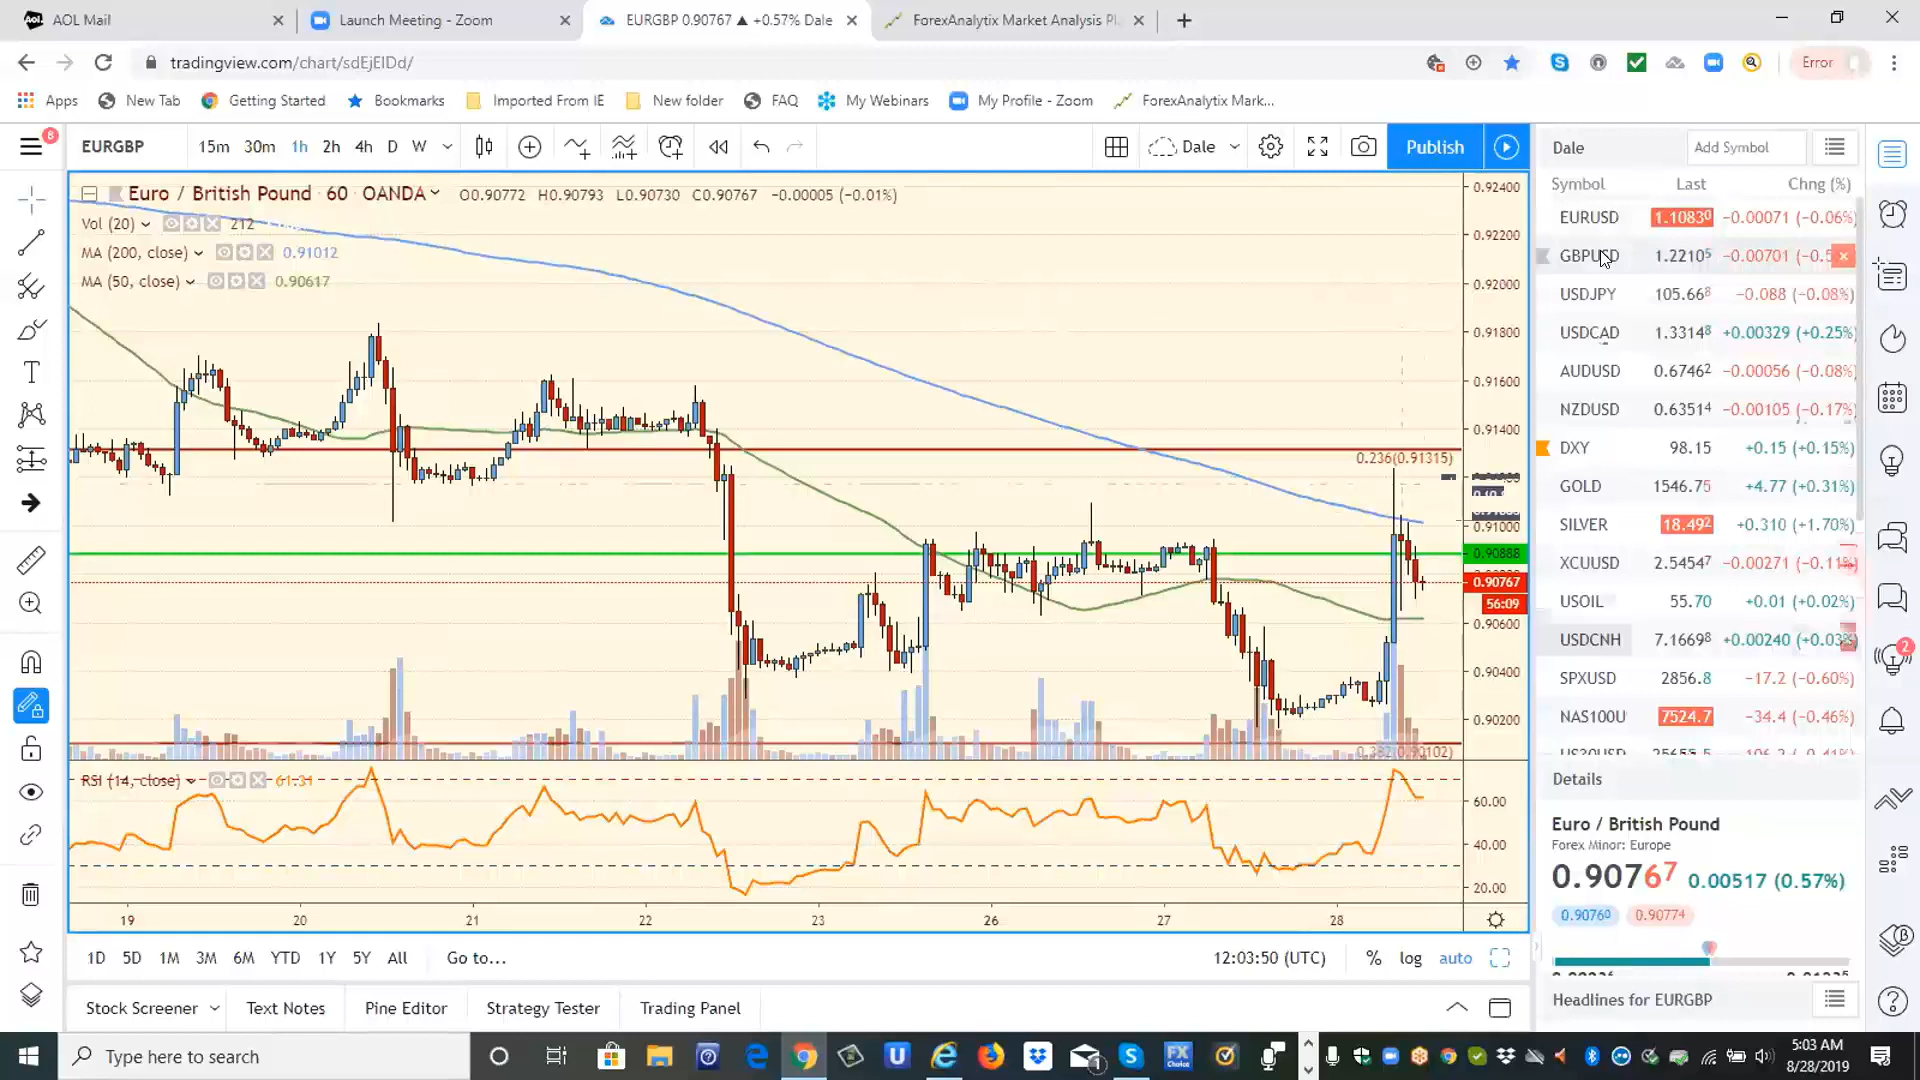 AOL Mail
Launch Meeting - Zoom
EURGBP 0.90767 ▲ +0.57% Dale
ForexAnalytix Market Analysis Pl
tradingview.com/chart/sdEjElDd/
Error
Apps
New Tab
Getting Started
Bookmarks
Imported From IE
New folder
FAQ
My Webinars
My Profile - Zoom
ForexAnalytix Mark...
8
EURGBP
15m 30m 1h 2h 4h D W
Dale
Publish
Euro / British Pound · 60 · OANDA
O0.90772 H0.90793 L0.90730 C0.90767 −0.00005 (−0.01%)
Vol (20) 212
MA (200, close) 0.91012
MA (50, close) 0.90617
0.236(0.91315)
0.92400
0.92200
0.92000
0.91800
0.91600
0.91400
0.91000
0.90888
0.90767
56:09
0.90600
0.90400
0.90200
RSI (14, close) 61.31
60.00
40.00
20.00
19 20 21 22 23 26 27 28
1D 5D 1M 3M 6M YTD 1Y 5Y All
Go to...
12:03:50 (UTC)
% log auto
Stock Screener
Text Notes
Pine Editor
Strategy Tester
Trading Panel
Dale
Add Symbol
Symbol Last Chng (%)
EURUSD 1.10830 −0.00071 (−0.06%)
GBPUSD 1.22105 −0.00701
USDJPY 105.668 −0.088 (−0.08%)
USDCAD 1.33148 +0.00329 (+0.25%)
AUDUSD 0.67462 −0.00056 (−0.08%)
NZDUSD 0.63514 −0.00105 (−0.17%
DXY 98.15 +0.15 (+0.15%)
GOLD 1546.75 +4.77 (+0.31%)
SILVER 18.492 +0.310 (+1.70%)
XCUUSD 2.54547 −0.00271
USOIL 55.70 +0.01 (+0.02%)
USDCNH 7.16698 +0.00240
SPXUSD 2856.8 −17.2 (−0.60%)
NAS100U 7524.7 −34.4 (−0.46%)
2
Details
Euro / British Pound
Forex Minor: Europe
0.90767 0.00517 (0.57%)
0.90760 0.90774
Headlines for EURGBP
Type here to search
5:03 AM
8/28/2019